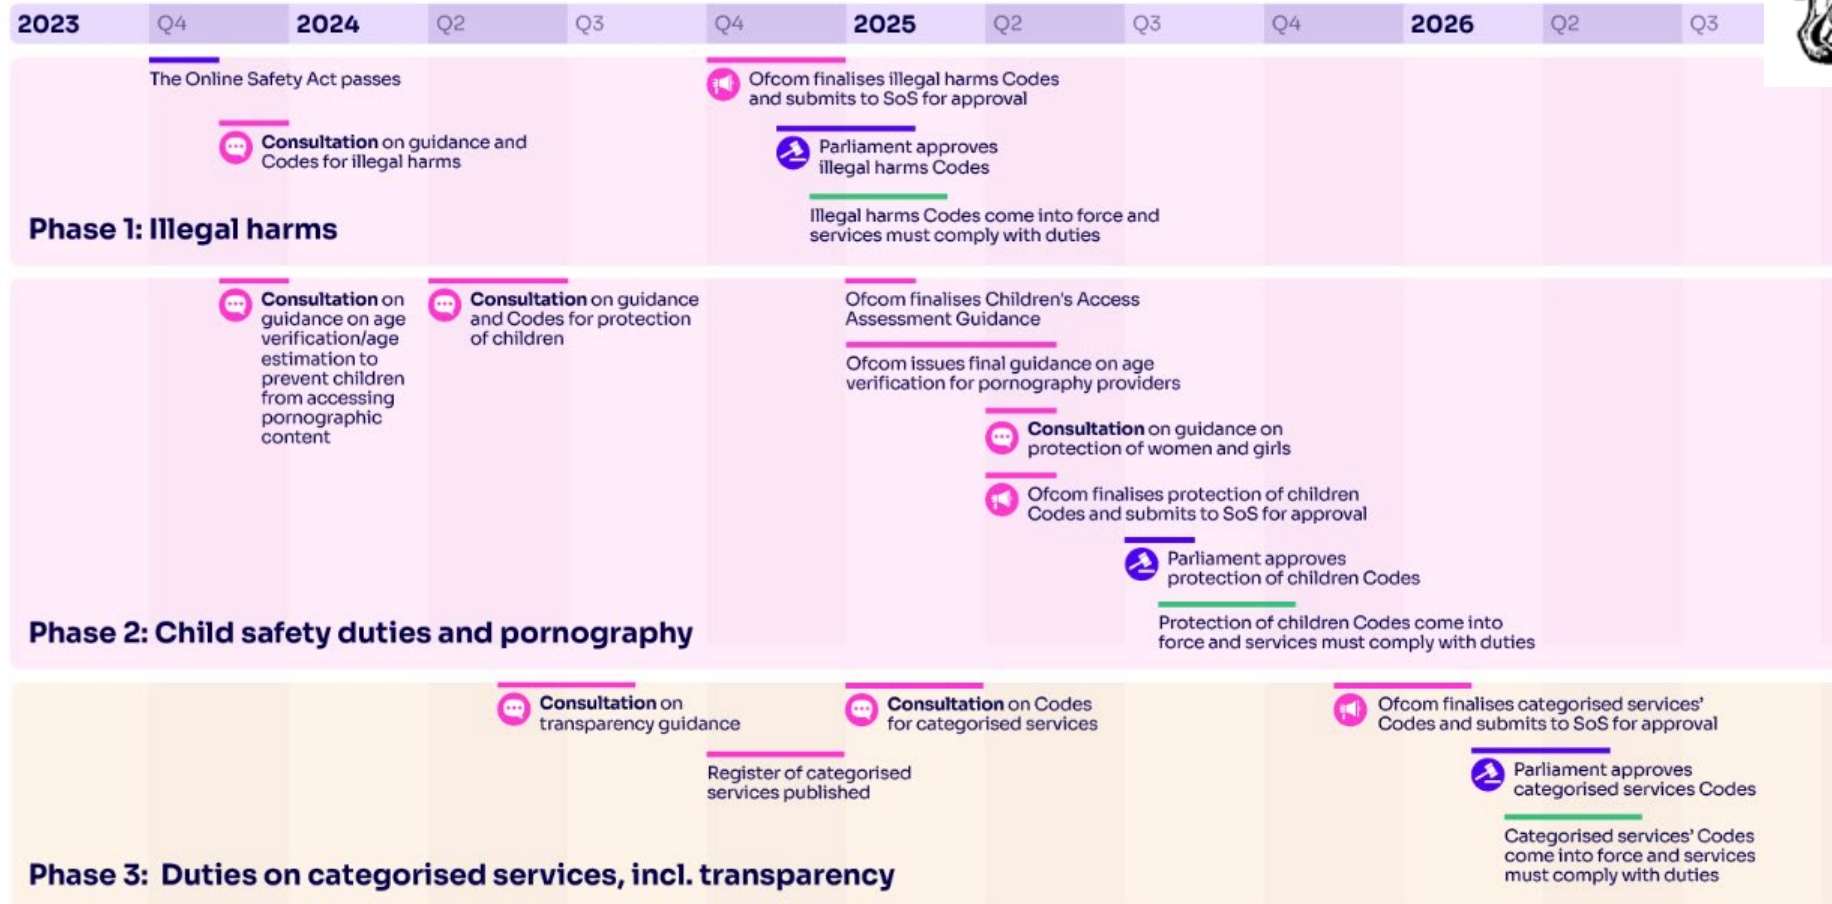 2023 Q4 2024 Q2 Q3 Q4 2025 Q2 Q3 Q4 2026 Q2 Q3
The Online Safety Act passes
Consultation on guidance and
Codes for illegal harms
Ofcom finalises illegal harms Codes
and submits to SoS for approval
Parliament approves
illegal harms Codes
Illegal harms Codes come into force and
services must comply with duties
Phase 1: Illegal harms
Consultation on
guidance on age
verification/age
estimation to
prevent children
from accessing
pornographic
content
Consultation on guidance
and Codes for protection
of children
Ofcom finalises Children's Access
Assessment Guidance
Ofcom issues final guidance on age
verification for pornography providers
Consultation on guidance on
protection of women and girls
Ofcom finalises protection of children
Codes and submits to SoS for approval
Parliament approves
protection of children Codes
Protection of children Codes come into
force and services must comply with duties
Phase 2: Child safety duties and pornography
Consultation on
transparency guidance
Register of categorised
services published
Consultation on Codes
for categorised services
Ofcom finalises categorised services’
Codes and submits to SoS for approval
Parliament approves
categorised services Codes
Categorised services’ Codes
come into force and services
must comply with duties
Phase 3: Duties on categorised services, incl. transparency